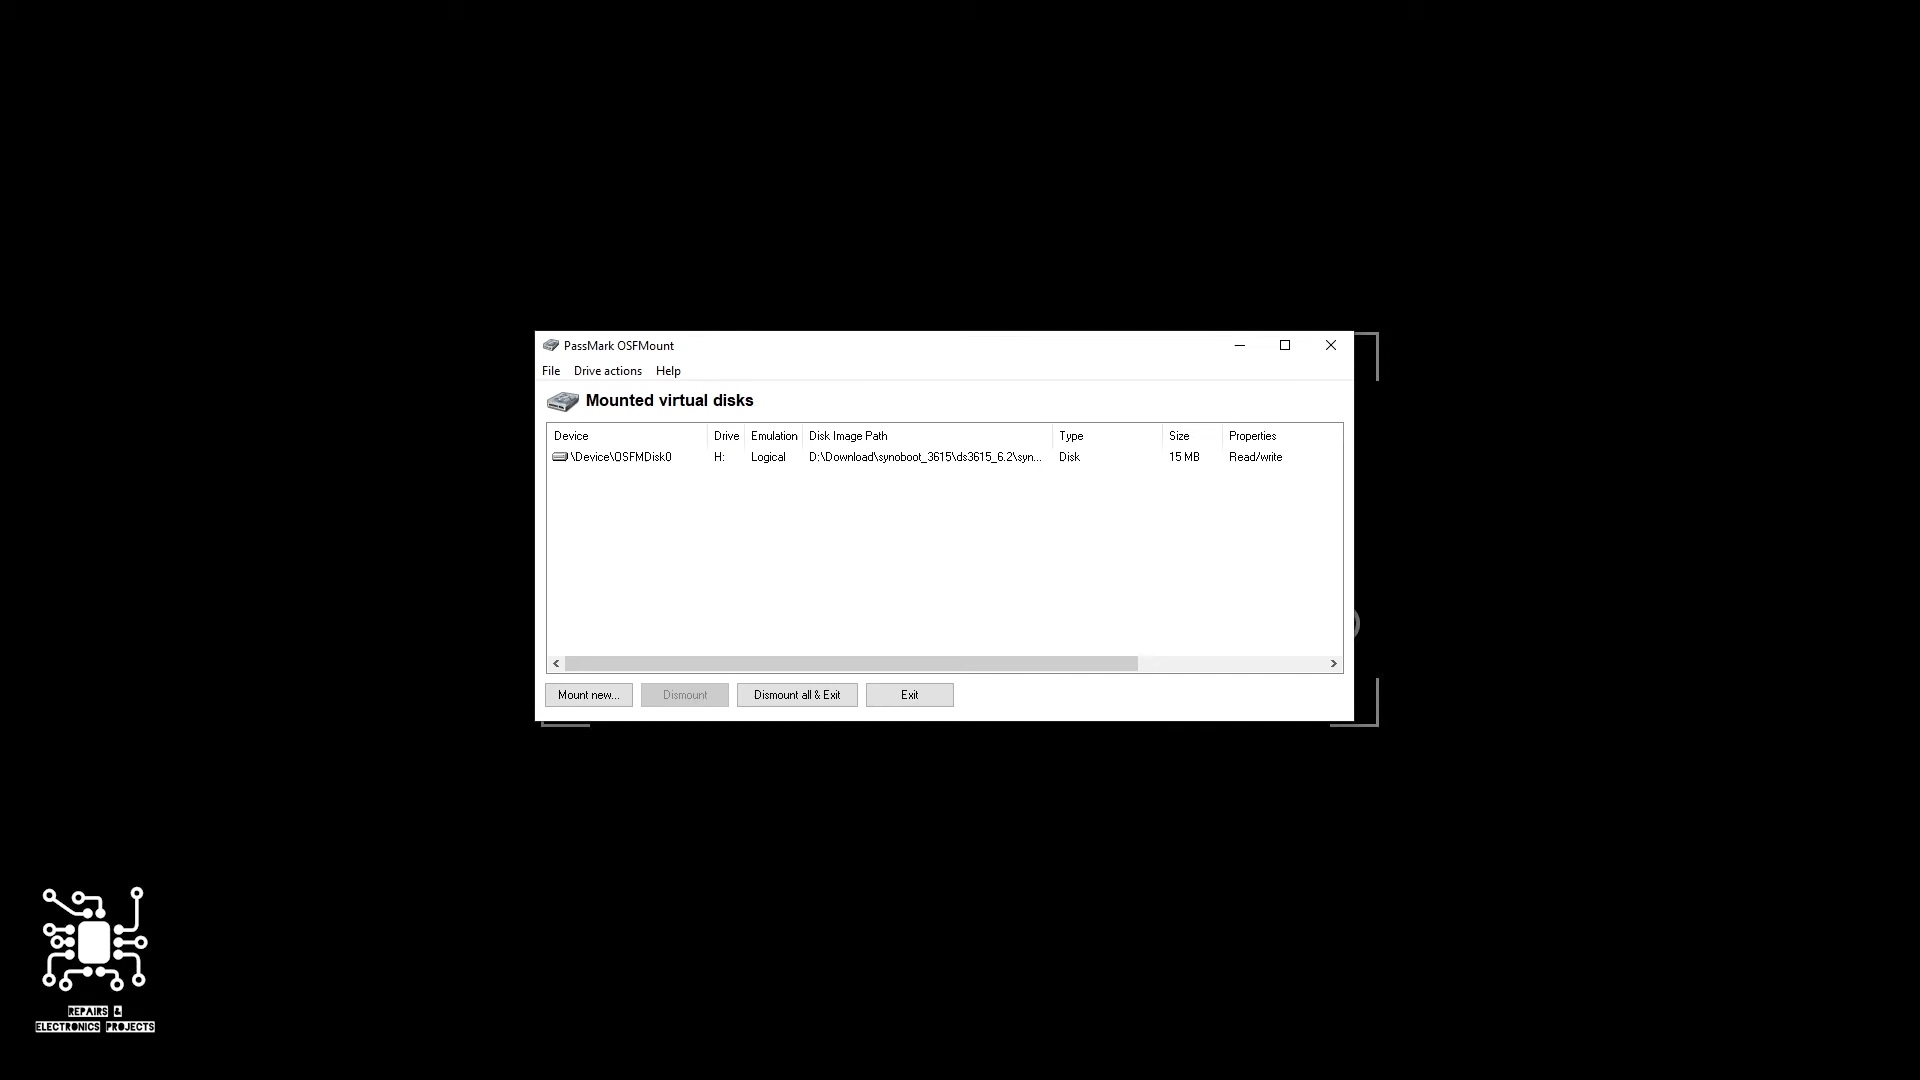 PassMark OSFMount
File Drive actions Help
Mounted virtual disks
Device Drive Emulation Disk Image Path Type Size Properties
\Device\OSFMDisk0 H: Logical D:\Download\synoboot_3615\ds3615_6.2\syn... Disk 15 MB Read/write
Mount new... Dismount Dismount all & Exit Exit
REPAIRS &
ELECTRONICS PROJECTS